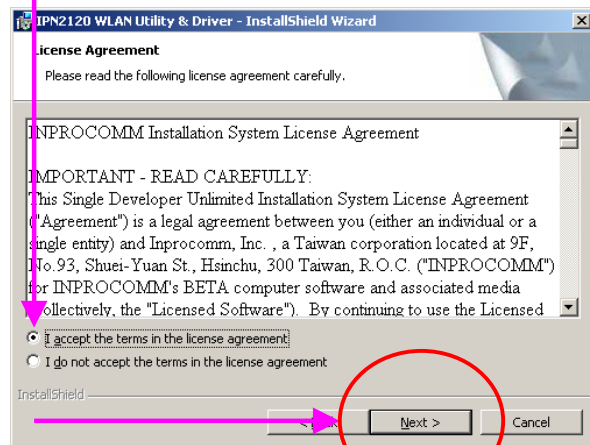 IPN2120 WLAN Utility & Driver - InstallShield Wizard
License Agreement
Please read the following license agreement carefully.
INPROCOMM Installation System License Agreement
IMPORTANT - READ CAREFULLY:
This Single Developer Unlimited Installation System License Agreement
("Agreement") is a legal agreement between you (either an individual or a
single entity) and Inprocomm, Inc. , a Taiwan corporation located at 9F,
No.93, Shuei-Yuan St., Hsinchu, 300 Taiwan, R.O.C. ("INPROCOMM")
for INPROCOMM's BETA computer software and associated media
(collectively, the "Licensed Software"). By continuing to use the Licensed
I accept the terms in the license agreement
I do not accept the terms in the license agreement
InstallShield
Next >
Cancel